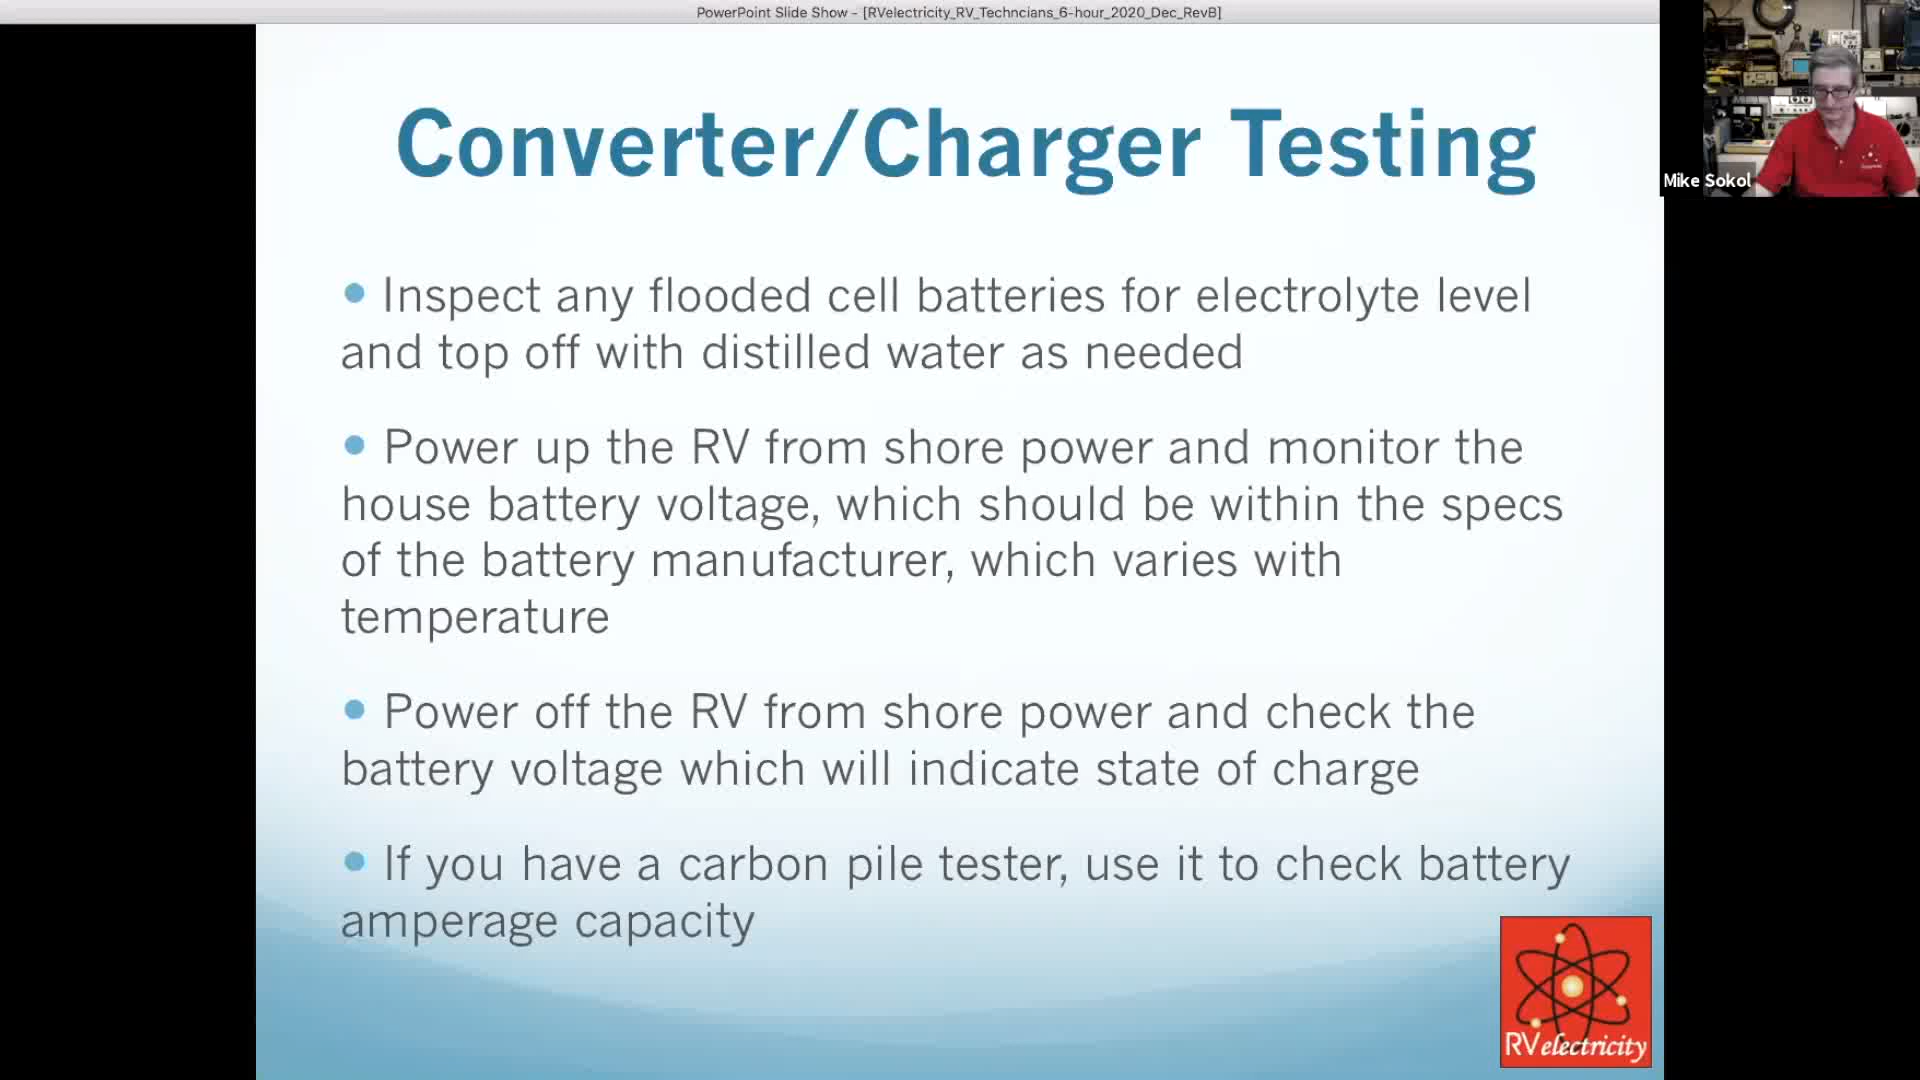 PowerPoint Slide Show - [RVelectricity_RV_Techncians_6-hour_2020_Dec_RevB]
Converter/Charger Testing
Mike Sokol
• Inspect any flooded cell batteries for electrolyte level
and top off with distilled water as needed
• Power up the RV from shore power and monitor the
house battery voltage, which should be within the specs
of the battery manufacturer, which varies with
temperature
• Power off the RV from shore power and check the
battery voltage which will indicate state of charge
• If you have a carbon pile tester, use it to check battery
amperage capacity
RVelectricity